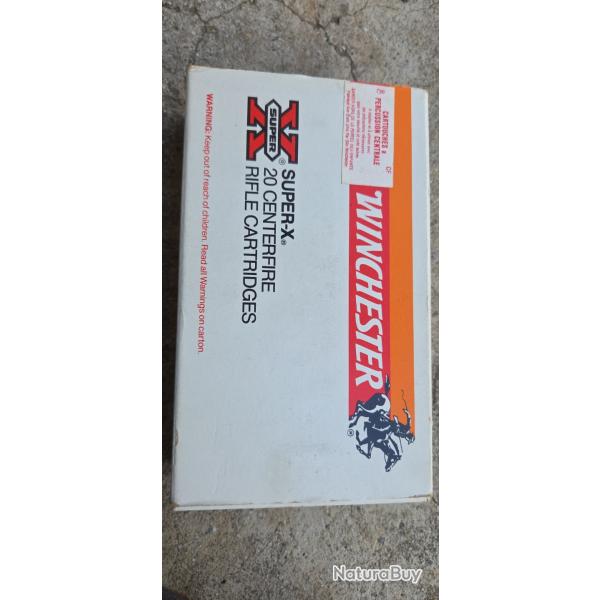 WINCHESTER
®
CARTOUCHES à
PERCUSSION CENTRALE
CF
SUPER
®
SUPER-X®
20 CENTERFIRE
RIFLE CARTRIDGES
WARNING: Keep out of reach of children. Read all Warnings on carton.
NaturaBuy